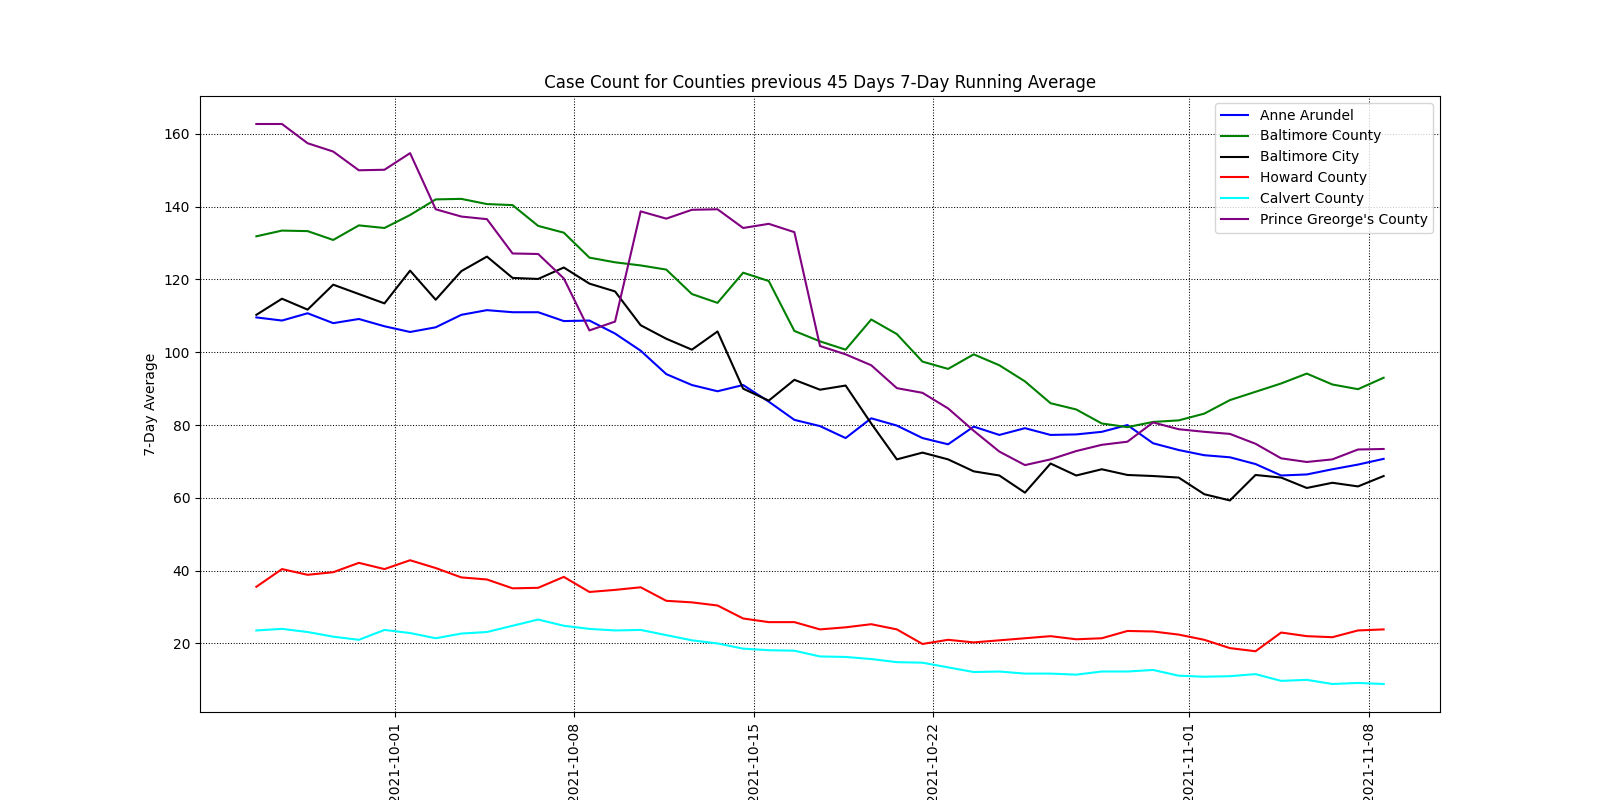 Case Count for Counties previous 45 Days 7-Day Running Average
Anne Arundel
Baltimore County
Baltimore City
Howard County
Calvert County
Prince Greorge's County
7-Day Average
160
140
120
100
80
60
40
20
2021-10-01
2021-10-08
2021-10-15
2021-10-22
2021-11-01
2021-11-08